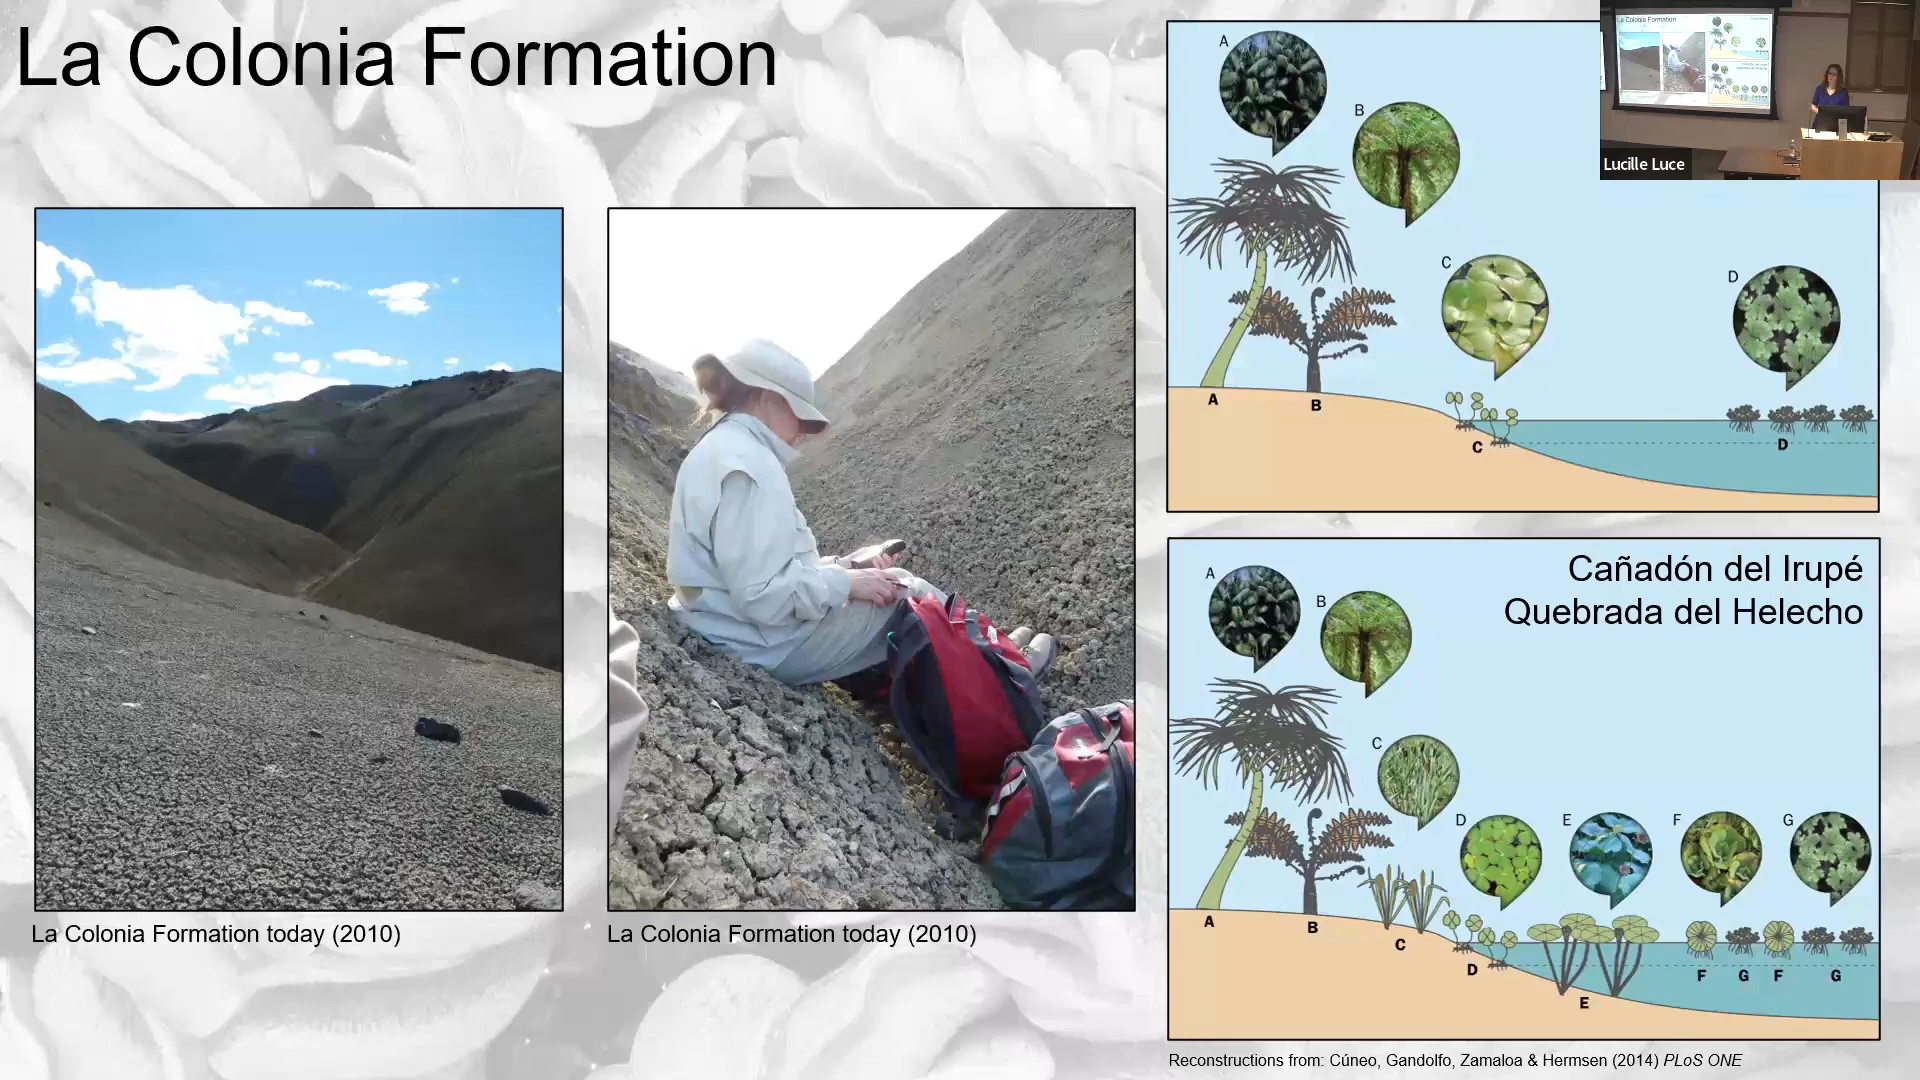 La Colonia Formation
Lucille Luce
A
B
C
D
A
B
C
D
Cañadón del Irupé
Quebrada del Helecho
A
B
C
D
E
F
G
A
B
C
D
E
F
G
F
G
La Colonia Formation today (2010)
La Colonia Formation today (2010)
Reconstructions from: Cúneo, Gandolfo, Zamaloa & Hermsen (2014) PLoS ONE